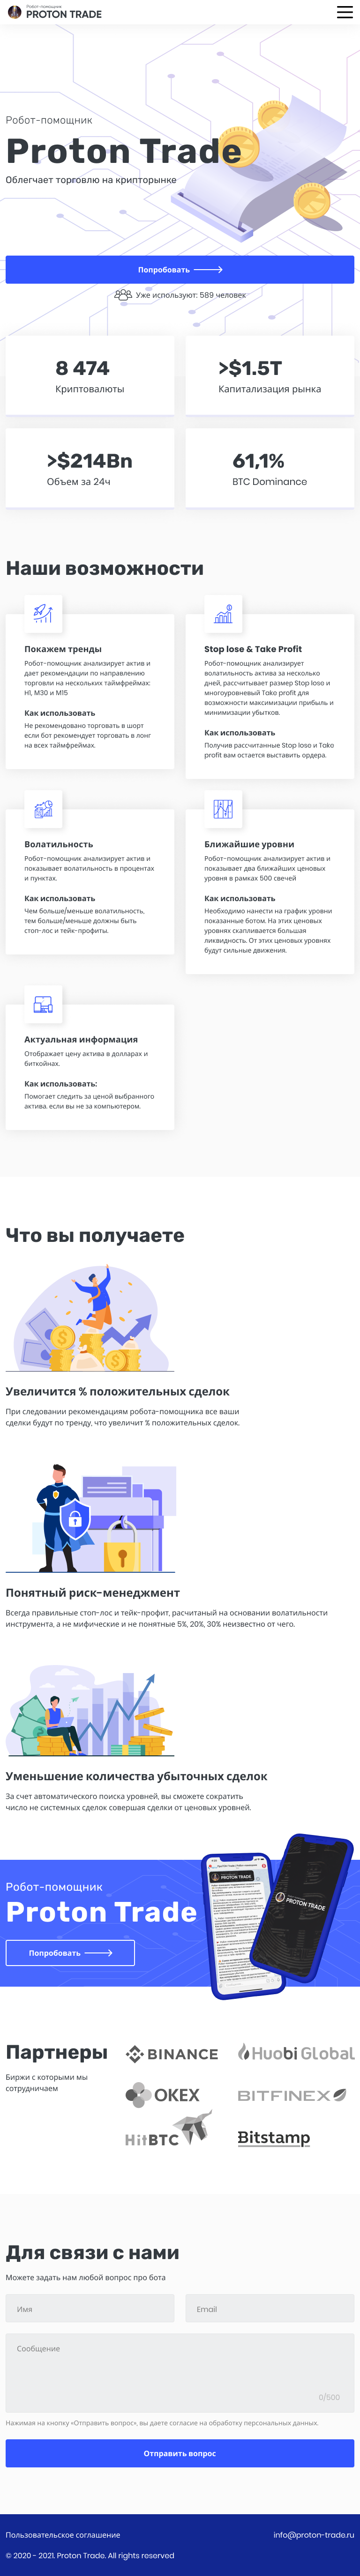 Робот-помощник
PROTON TRADE
Робот-помощник
Proton Trade
Облегчает торговлю на крипторынке
Попробовать
Уже используют: 589 человек
8 474
Криптовалюты
>$1.5T
Капитализация рынка
>$214Bn
Объем за 24ч
61,1%
BTC Dominance
Наши возможности
Покажем тренды
Робот-помощник анализирует актив и
дает рекомендации по направлению
торговли на нескольких таймфреймах:
H1, M30 и M15
Как использовать
Не рекомендовано торговать в шорт
если бот рекомендует торговать в лонг
на всех таймфреймах.
Stop lose & Take Profit
Робот-помощник анализирует
волатильность актива за несколько
дней, рассчитывает размер Stop loso и
многоуровневый Tako profit для
возможности максимизации прибыль и
минимизации убытков.
Как использовать
Получив рассчитанные Stop loso и Tako
profit вам остается выставить ордера.
Волатильность
Робот-помощник анализирует актив и
показывает волатильность в процентах
и пунктах.
Как использовать
Чем больше/меньше волатильность,
тем больше/меньше должны быть
стоп-лос и тейк-профиты.
Ближайшие уровни
Робот-помощник анализирует актив и
показывает два ближайших ценовых
уровня в рамках 500 свечей
Как использовать
Необходимо нанести на график уровни
показанные ботом. На этих ценовых
уровнях скапливается большая
ликвидность. От этих ценовых уровнях
будут сильные движения.
Актуальная информация
Отображает цену актива в долларах и
биткойнах.
Как использовать:
Помогает следить за ценой выбранного
актива. если вы не за компьютером.
Что вы получаете
Увеличится % положительных сделок
При следовании рекомендациям робота-помощника все ваши
сделки будут по тренду, что увеличит % положительных сделок.
Понятный риск-менеджмент
Всегда правильные стоп-лос и тейк-профит, расчитаный на основании волатильности
инструмента, а не мифические и не понятные 5%, 20%, 30% неизвестно от чего.
Уменьшение количества убыточных сделок
За счет автоматического поиска уровней, вы сможете сократить
число не системных сделок совершая сделки от ценовых уровней.
Робот-помощник
Proton Trade
Попробовать
PROTON TRADE
PROTON TRADE
Партнеры
Биржи с которыми мы
сотрудничаем
BINANCE
Huobi Global
OKEX
BITFINEX
HitBTC
Bitstamp
Для связи с нами
Можете задать нам любой вопрос про бота
Имя
Email
Сообщение
0/500
Нажимая на кнопку «Отправить вопрос», вы даете согласие на обработку персональных данных.
Отправить вопрос
Пользовательское соглашение
info@proton-trade.ru
© 2020 - 2021. Proton Trade. All rights reserved